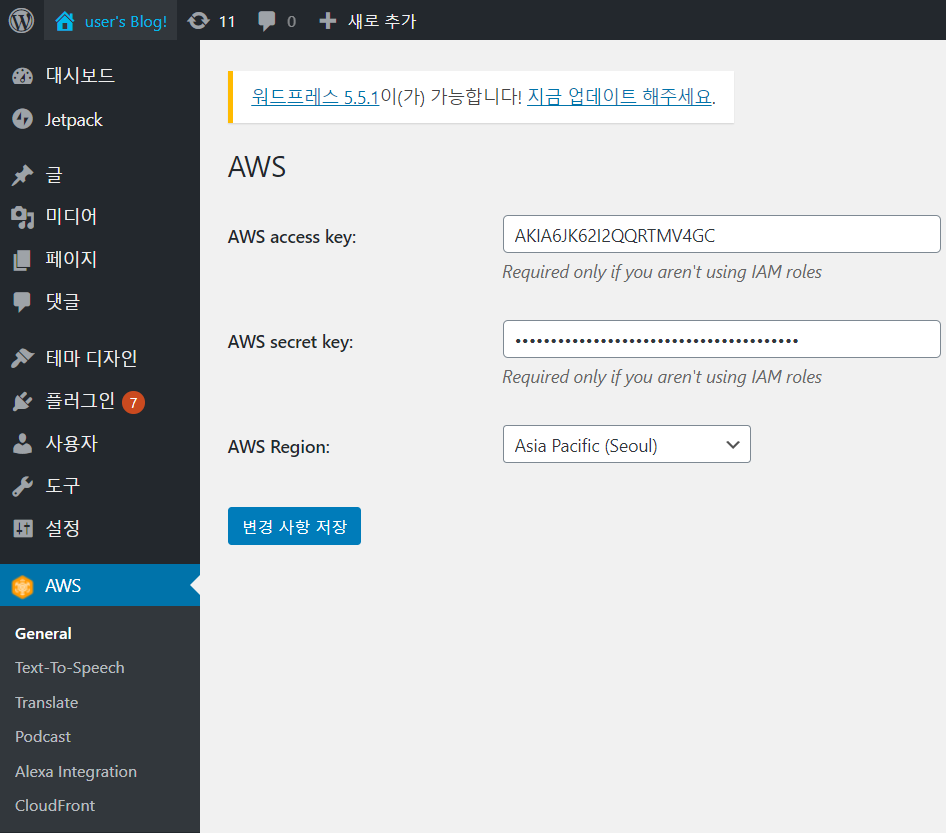 user's Blog! 11 0 새로 추가
대시보드
Jetpack
글
미디어
페이지
댓글
테마 디자인
플러그인 7
사용자
도구
설정
AWS
General
Text-To-Speech
Translate
Podcast
Alexa Integration
CloudFront
워드프레스 5.5.1이(가) 가능합니다! 지금 업데이트 해주세요.
AWS
AWS access key: AKIA6JK62I2QQRTMV4GC
Required only if you aren't using IAM roles
AWS secret key: ••••••••••••••••••••••••••••••••••••••••
Required only if you aren't using IAM roles
AWS Region: Asia Pacific (Seoul)
변경 사항 저장